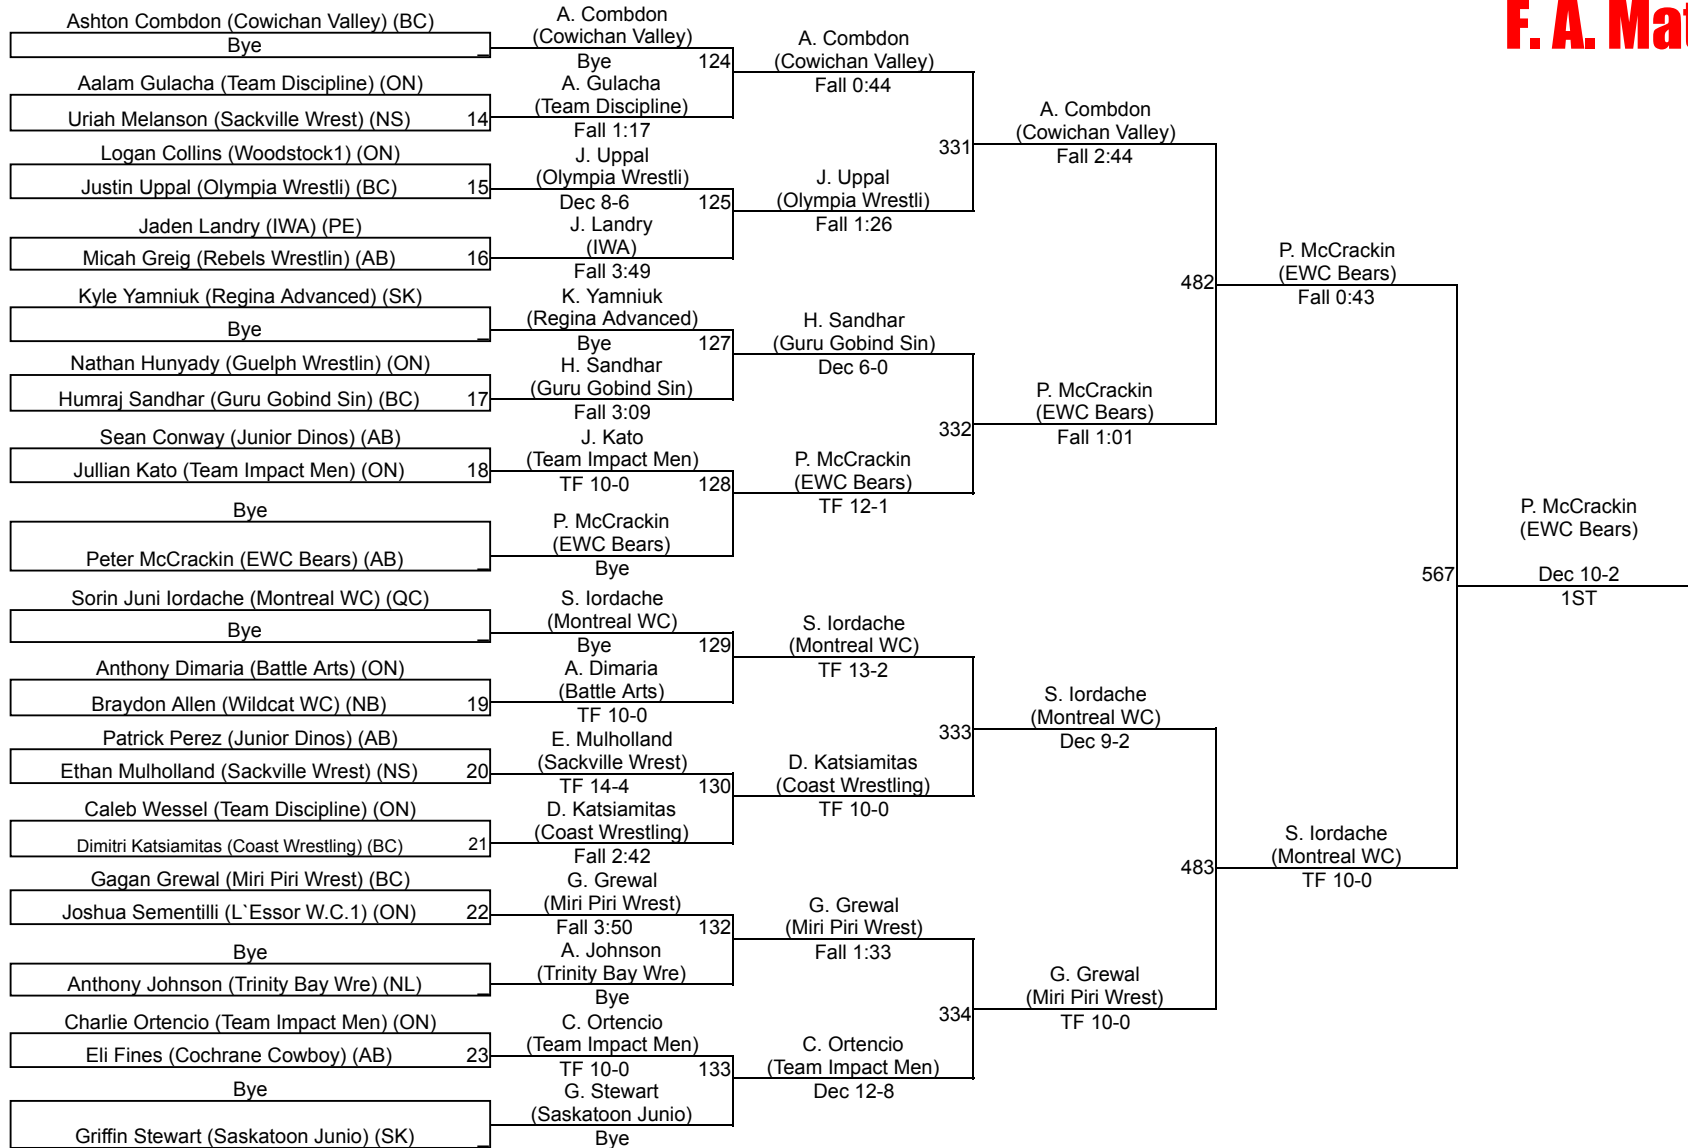 F. A. Mat
Ashton Combdon (Cowichan Valley) (BC)
Bye
Aalam Gulacha (Team Discipline) (ON)
Uriah Melanson (Sackville Wrest) (NS) 14
Logan Collins (Woodstock1) (ON)
Justin Uppal (Olympia Wrestli) (BC) 15
Jaden Landry (IWA) (PE)
Micah Greig (Rebels Wrestlin) (AB) 16
Kyle Yamniuk (Regina Advanced) (SK)
Bye
Nathan Hunyady (Guelph Wrestlin) (ON)
Humraj Sandhar (Guru Gobind Sin) (BC) 17
Sean Conway (Junior Dinos) (AB)
Jullian Kato (Team Impact Men) (ON) 18
Bye
Peter McCrackin (EWC Bears) (AB)
Sorin Juni Iordache (Montreal WC) (QC)
Bye
Anthony Dimaria (Battle Arts) (ON)
Braydon Allen (Wildcat WC) (NB) 19
Patrick Perez (Junior Dinos) (AB)
Ethan Mulholland (Sackville Wrest) (NS) 20
Caleb Wessel (Team Discipline) (ON)
Dimitri Katsiamitas (Coast Wrestling) (BC) 21
Gagan Grewal (Miri Piri Wrest) (BC)
Joshua Sementilli (L`Essor W.C.1) (ON) 22
Bye
Anthony Johnson (Trinity Bay Wre) (NL)
Charlie Ortencio (Team Impact Men) (ON)
Eli Fines (Cochrane Cowboy) (AB) 23
Bye
Griffin Stewart (Saskatoon Junio) (SK)
A. Combdon
(Cowichan Valley)
Bye 124
A. Gulacha
(Team Discipline)
Fall 1:17
J. Uppal
(Olympia Wrestli)
Dec 8-6 125
J. Landry
(IWA)
Fall 3:49
K. Yamniuk
(Regina Advanced)
Bye 127
H. Sandhar
(Guru Gobind Sin)
Fall 3:09
J. Kato
(Team Impact Men)
TF 10-0 128
P. McCrackin
(EWC Bears)
Bye
S. Iordache
(Montreal WC)
Bye 129
A. Dimaria
(Battle Arts)
TF 10-0
E. Mulholland
(Sackville Wrest)
TF 14-4 130
D. Katsiamitas
(Coast Wrestling)
Fall 2:42
G. Grewal
(Miri Piri Wrest)
Fall 3:50 132
A. Johnson
(Trinity Bay Wre)
Bye
C. Ortencio
(Team Impact Men)
TF 10-0 133
G. Stewart
(Saskatoon Junio)
Bye
A. Combdon
(Cowichan Valley)
Fall 0:44
331
J. Uppal
(Olympia Wrestli)
Fall 1:26
H. Sandhar
(Guru Gobind Sin)
Dec 6-0
332
P. McCrackin
(EWC Bears)
TF 12-1
S. Iordache
(Montreal WC)
TF 13-2
333
D. Katsiamitas
(Coast Wrestling)
TF 10-0
G. Grewal
(Miri Piri Wrest)
Fall 1:33
334
C. Ortencio
(Team Impact Men)
Dec 12-8
A. Combdon
(Cowichan Valley)
Fall 2:44
482
P. McCrackin
(EWC Bears)
Fall 1:01
S. Iordache
(Montreal WC)
Dec 9-2
483
G. Grewal
(Miri Piri Wrest)
TF 10-0
P. McCrackin
(EWC Bears)
Fall 0:43
567
S. Iordache
(Montreal WC)
TF 10-0
P. McCrackin
(EWC Bears)
Dec 10-2
1ST